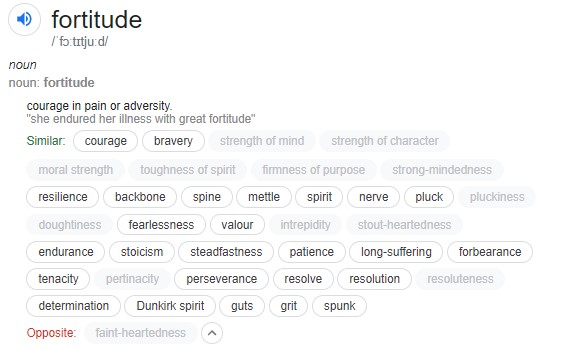 fortitude
/ˈfɔːtɪtjuːd/
noun
noun: fortitude
courage in pain or adversity.
"she endured her illness with great fortitude"
Similar: courage bravery strength of mind strength of character
moral strength toughness of spirit firmness of purpose strong-mindedness
resilience backbone spine mettle spirit nerve pluck pluckiness
doughtiness fearlessness valour intrepidity stout-heartedness
endurance stoicism steadfastness patience long-suffering forbearance
tenacity pertinacity perseverance resolve resolution resoluteness
determination Dunkirk spirit guts grit spunk
Opposite: faint-heartedness